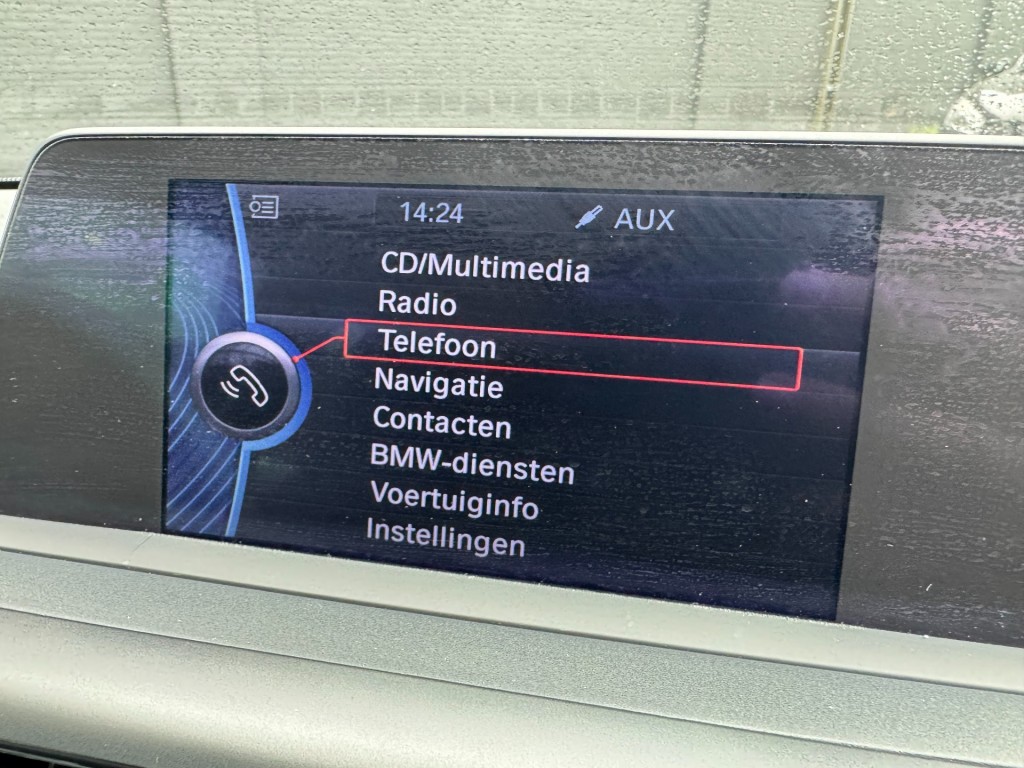 14:24 AUX
CD/Multimedia
Radio
Telefoon
Navigatie
Contacten
BMW-diensten
Voertuiginfo
Instellingen